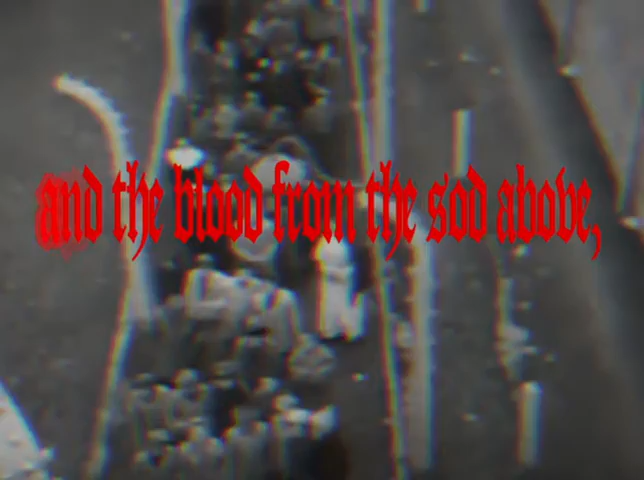 and the blood from the sod above,